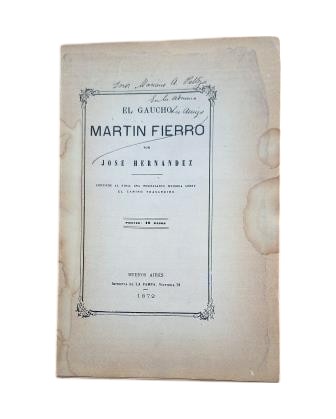 EL GAUCHO
MARTIN FIERRO
POR
JOSÉ HERNANDEZ
CONTIENE AL FINAL UNA INTERESANTE MEMORIA SOBRE
EL CAMINO TRASANDINO
PRECIO: 10 PESOS
BUENOS AIRES
IMPRENTA DE LA PAMPA, VICTORIA 79
1872